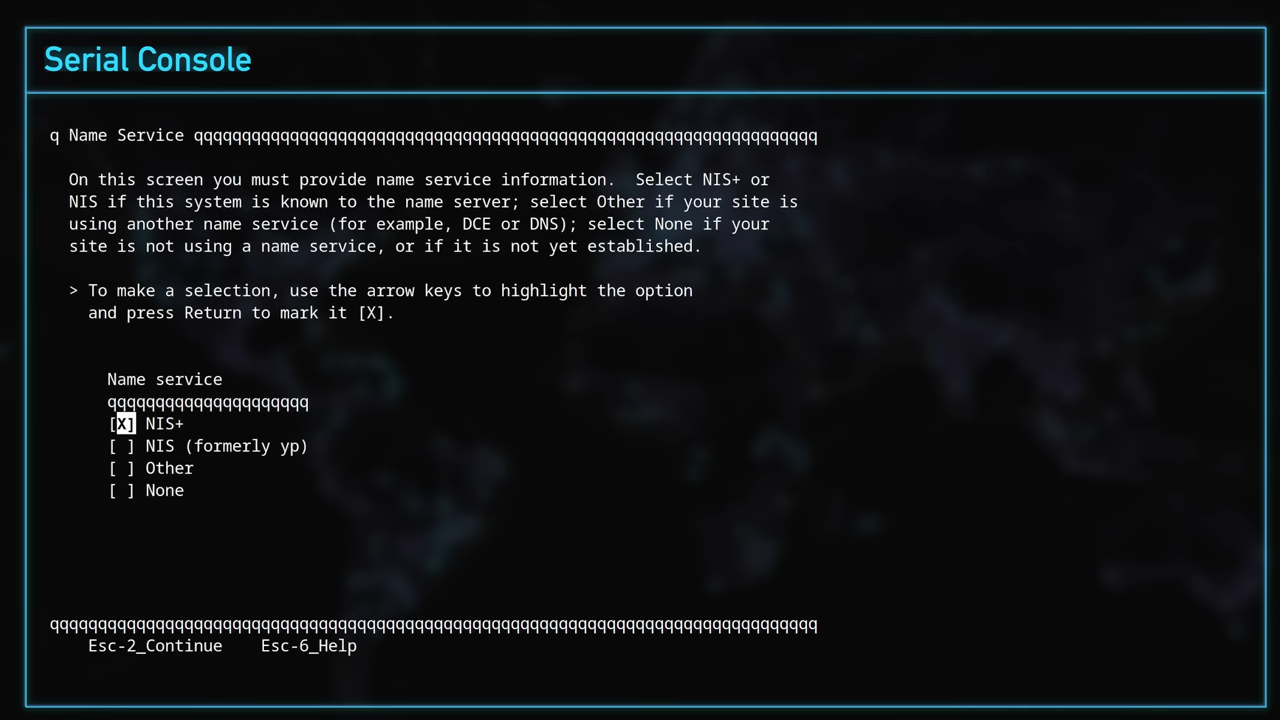 Serial Console
q Name Service qqqqqqqqqqqqqqqqqqqqqqqqqqqqqqqqqqqqqqqqqqqqqqqqqqqqqqqqqqqqqqqqq
On this screen you must provide name service information.  Select NIS+ or
NIS if this system is known to the name server; select Other if your site is
using another name service (for example, DCE or DNS); select None if your
site is not using a name service, or if it is not yet established.
> To make a selection, use the arrow keys to highlight the option
and press Return to mark it [X].
Name service
qqqqqqqqqqqqqqqqqqqqq
[X] NIS+
[ ] NIS (formerly yp)
[ ] Other
[ ] None
qqqqqqqqqqqqqqqqqqqqqqqqqqqqqqqqqqqqqqqqqqqqqqqqqqqqqqqqqqqqqqqqqqqqqqqqqqqqqqqq
Esc-2_Continue    Esc-6_Help